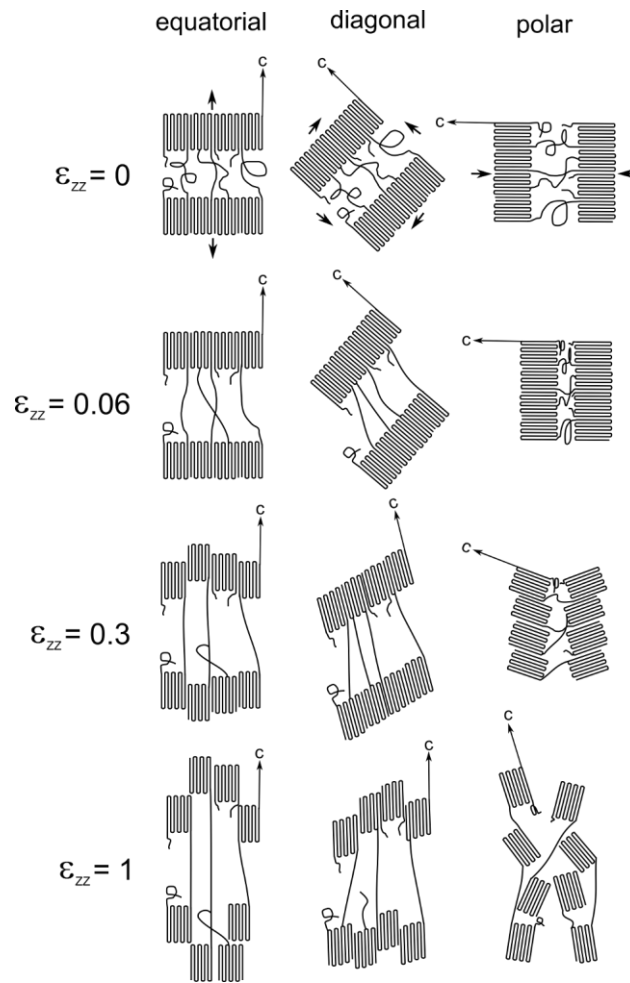 equatorial diagonal polar
c c c
εzz = 0
c c c
εzz = 0.06
c c c
εzz = 0.3
c c c
εzz = 1